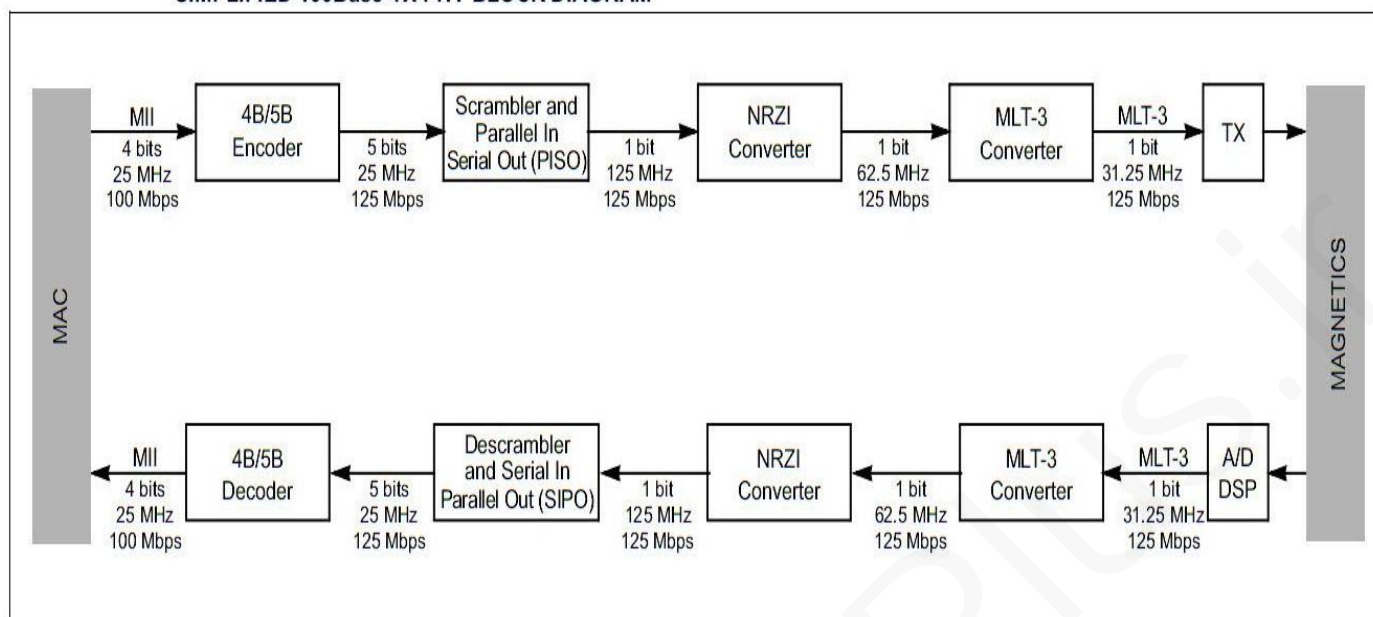 MAC
MII
4 bits
25 MHz
100 Mbps
4B/5B
Encoder
5 bits
25 MHz
125 Mbps
Scrambler and
Parallel In
Serial Out (PISO)
1 bit
125 MHz
125 Mbps
NRZI
Converter
1 bit
62.5 MHz
125 Mbps
MLT-3
Converter
MLT-3
1 bit
31.25 MHz
125 Mbps
TX
MAGNETICS
MII
4 bits
25 MHz
100 Mbps
4B/5B
Decoder
5 bits
25 MHz
125 Mbps
Descrambler
and Serial In
Parallel Out (SIPO)
1 bit
125 MHz
125 Mbps
NRZI
Converter
1 bit
62.5 MHz
125 Mbps
MLT-3
Converter
MLT-3
1 bit
31.25 MHz
125 Mbps
A/D
DSP
Plus.ir